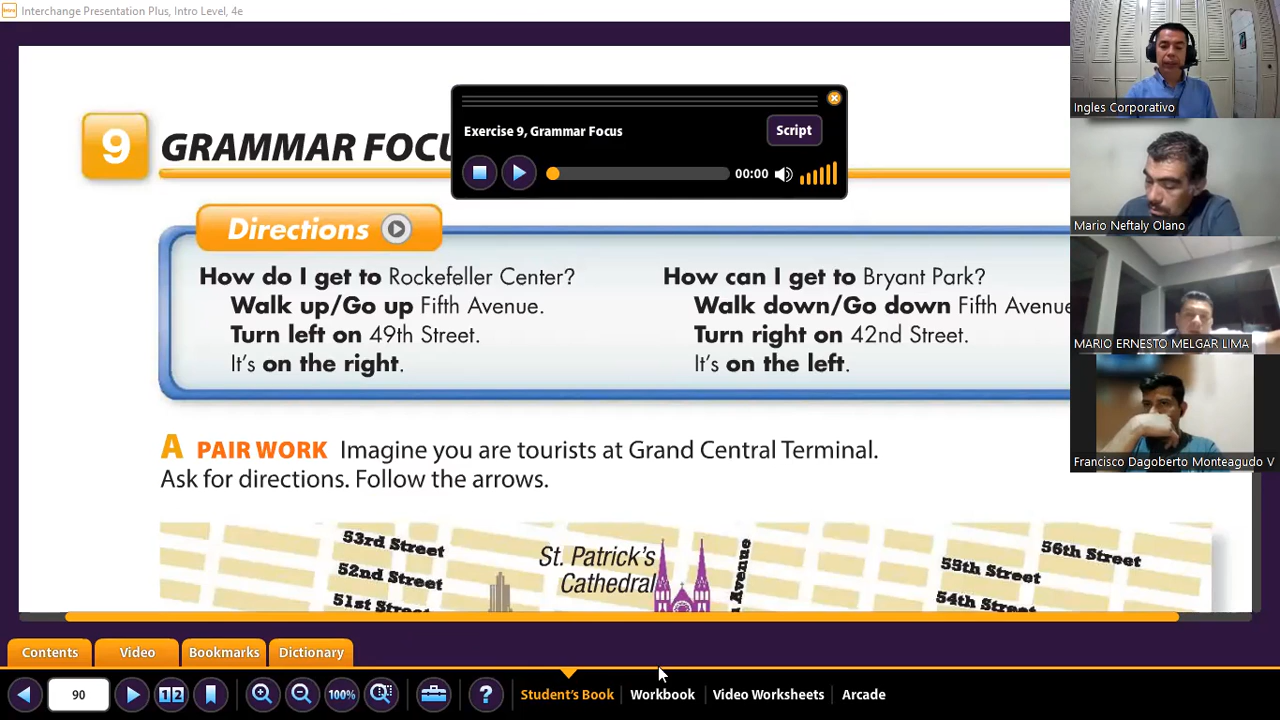 Interchange Presentation Plus, Intro Level, 4e
Ingles Corporativo
Mario Neftaly Olano
MARIO ERNESTO MELGAR LIMA
Francisco Dagoberto Monteagudo V
9 GRAMMAR FOCU
Exercise 9, Grammar Focus
Script
00:00
Directions
How do I get to Rockefeller Center?
Walk up/Go up Fifth Avenue.
Turn left on 49th Street.
It's on the right.
How can I get to Bryant Park?
Walk down/Go down Fifth Avenue
Turn right on 42nd Street.
It's on the left.
A PAIR WORK Imagine you are tourists at Grand Central Terminal.
Ask for directions. Follow the arrows.
53rd Street
52nd Street
51st Street
St. Patrick's
Cathedral
Avenue
56th Street
55th Street
54th Street
Contents
Video
Bookmarks
Dictionary
90
1 2
100%
?
Student's Book
Workbook
Video Worksheets
Arcade